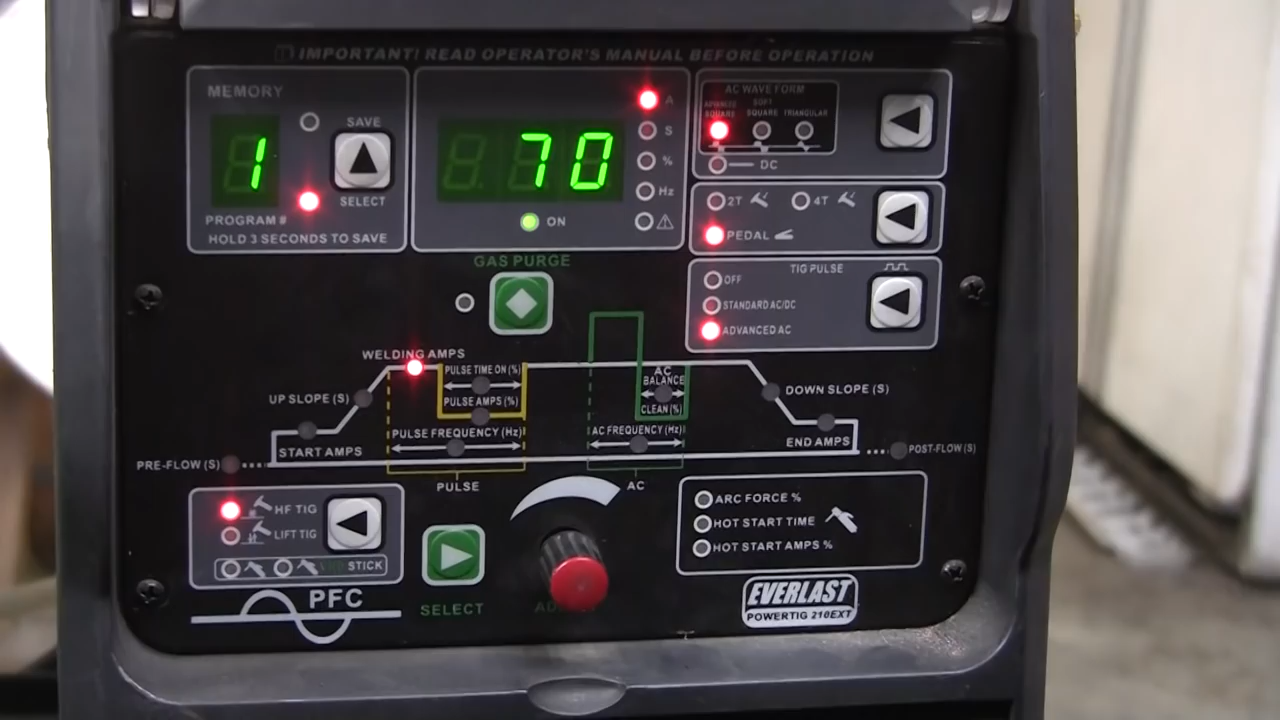 IMPORTANT! READ OPERATOR'S MANUAL BEFORE OPERATION
MEMORY
SAVE
1
SELECT
PROGRAM #
HOLD 3 SECONDS TO SAVE
70
A
S
%
Hz
ON
AC WAVEFORM
ADVANCED SQUARE
SOFT SQUARE
TRIANGULAR
DC
2T
4T
PEDAL
TIG PULSE
OFF
STANDARD AC/DC
ADVANCED AC
GAS PURGE
WELDING AMPS
PULSE TIME ON (%)
PULSE AMPS (%)
AC BALANCE
CLEAN (%)
UP SLOPE (S)
DOWN SLOPE (S)
PULSE FREQUENCY (Hz)
AC FREQUENCY (Hz)
START AMPS
END AMPS
PRE-FLOW (S)
POST-FLOW (S)
PULSE
AC
HF TIG
LIFT TIG
STICK
PFC
SELECT
ARC FORCE %
HOT START TIME
HOT START AMPS %
EVERLAST
POWERTIG 210EXT